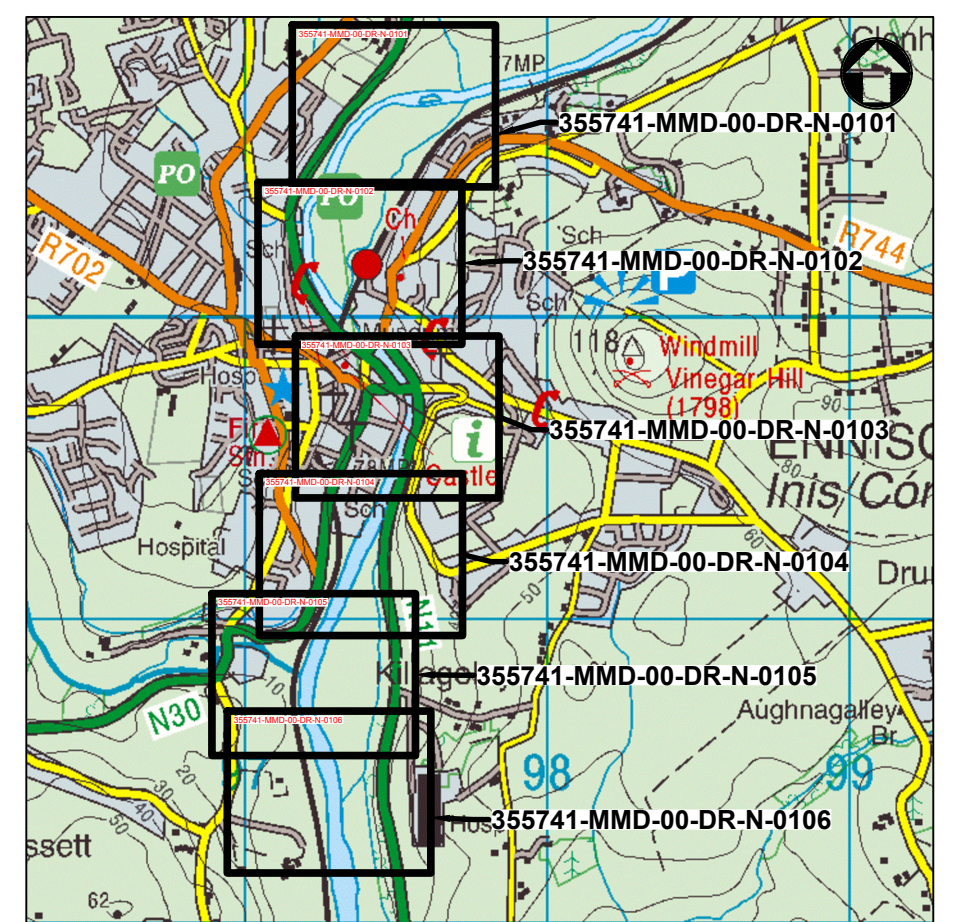 355741-MMD-00-DR-N-0101
77MP
355741-MMD-00-DR-N-0101
PO
355741-MMD-00-DR-N-0102
PO
Ch
Sch
Sch
R702
R744
355741-MMD-00-DR-N-0102
P
Sch
355741-MMD-00-DR-N-0103
118
Windmill
Vinegar Hill
(1798)
Hosp
90
355741-MMD-00-DR-N-0103
i
Stn
Castle
80
Inis Cór
355741-MMD-00-DR-N-0104
Sch
Hospital
60
355741-MMD-00-DR-N-0104
Dru
50
355741-MMD-00-DR-N-0105
N11
355741-MMD-00-DR-N-0105
10
N30
355741-MMD-00-DR-N-0106
Aughnagalley
Br
20
98
99
30
40
50
Hosp
355741-MMD-00-DR-N-0106
ssett
62